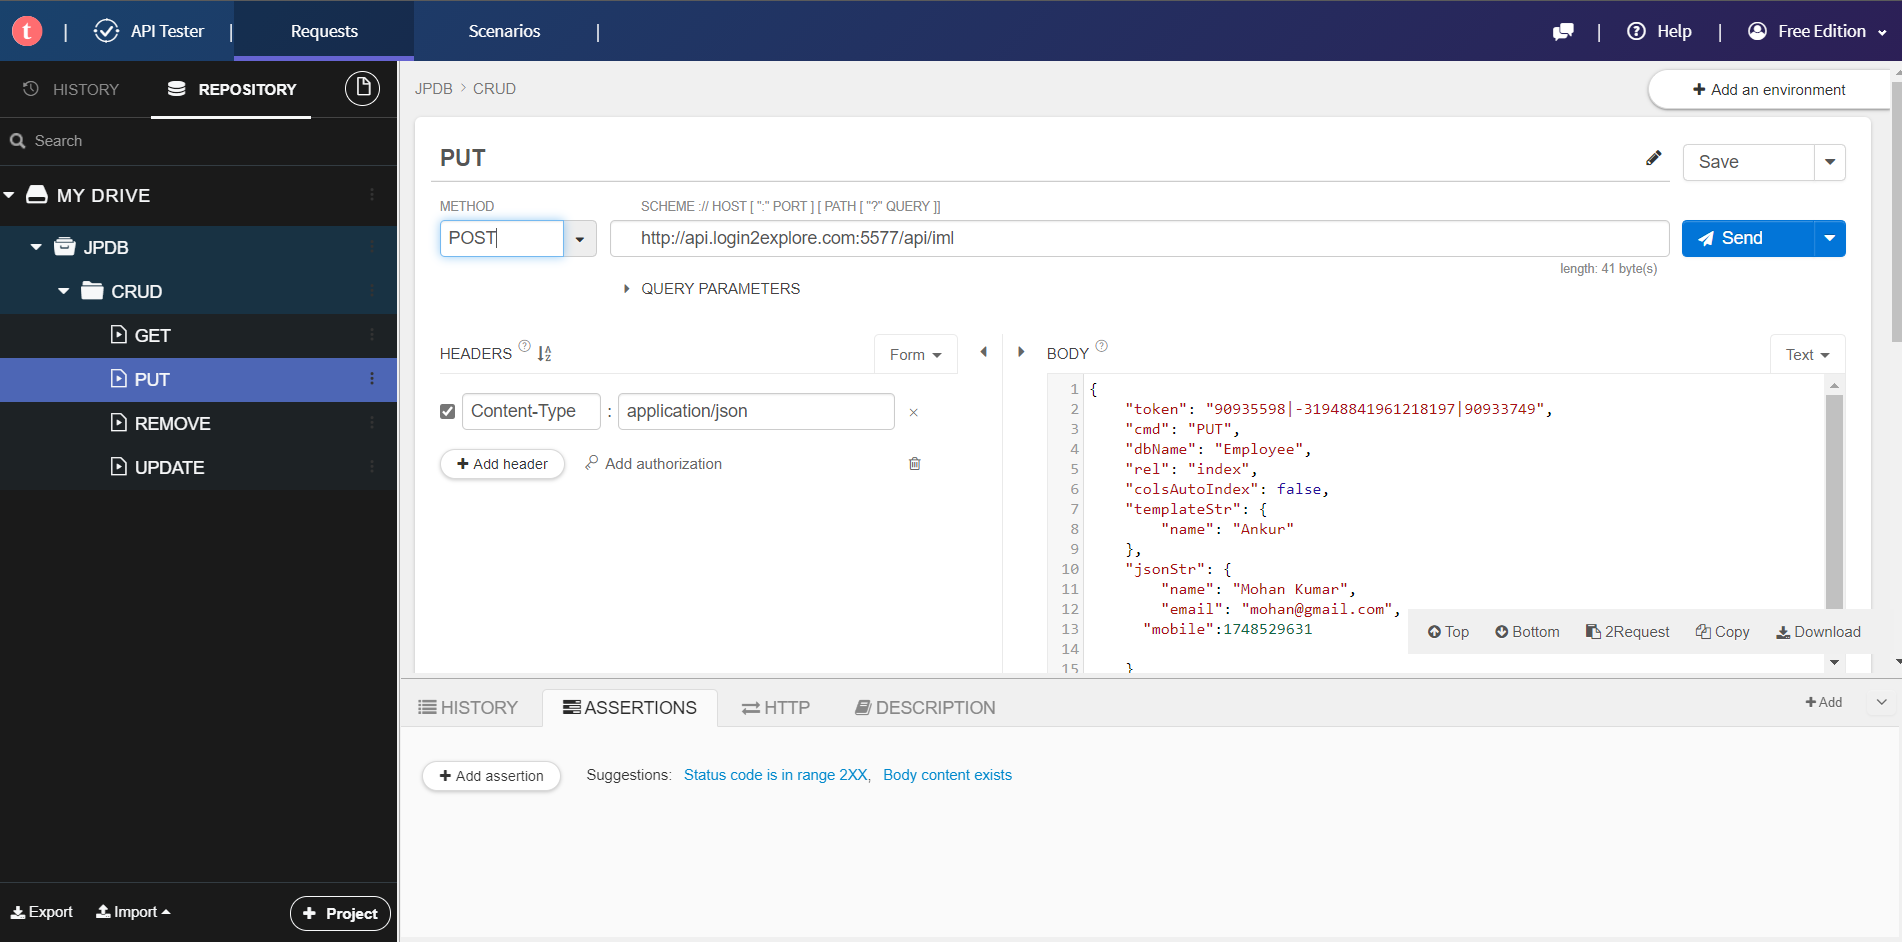 t | API Tester | Requests Scenarios | | Help | Free Edition
HISTORY REPOSITORY
Search
MY DRIVE
JPDB
CRUD
GET
PUT
REMOVE
UPDATE
Export Import + Project
JPDB > CRUD
+ Add an environment
PUT
Save
METHOD SCHEME :// HOST [ ":" PORT ] [ PATH [ "?" QUERY ]]
POST http://api.login2explore.com:5577/api/iml Send
length: 41 byte(s)
QUERY PARAMETERS
HEADERS ? Form
Content-Type : application/json ×
+ Add header Add authorization
BODY ? Text
1 {
2 "token": "90935598|-31948841961218197|90933749",
3 "cmd": "PUT",
4 "dbName": "Employee",
5 "rel": "index",
6 "colsAutoIndex": false,
7 "templateStr": {
8 "name": "Ankur"
9 },
10 "jsonStr": {
11 "name": "Mohan Kumar",
12 "email": "mohan@gmail.com",
13 "mobile":1748529631
14
15 }
Top Bottom 2Request Copy Download
HISTORY ASSERTIONS HTTP DESCRIPTION + Add
+ Add assertion Suggestions: Status code is in range 2XX, Body content exists